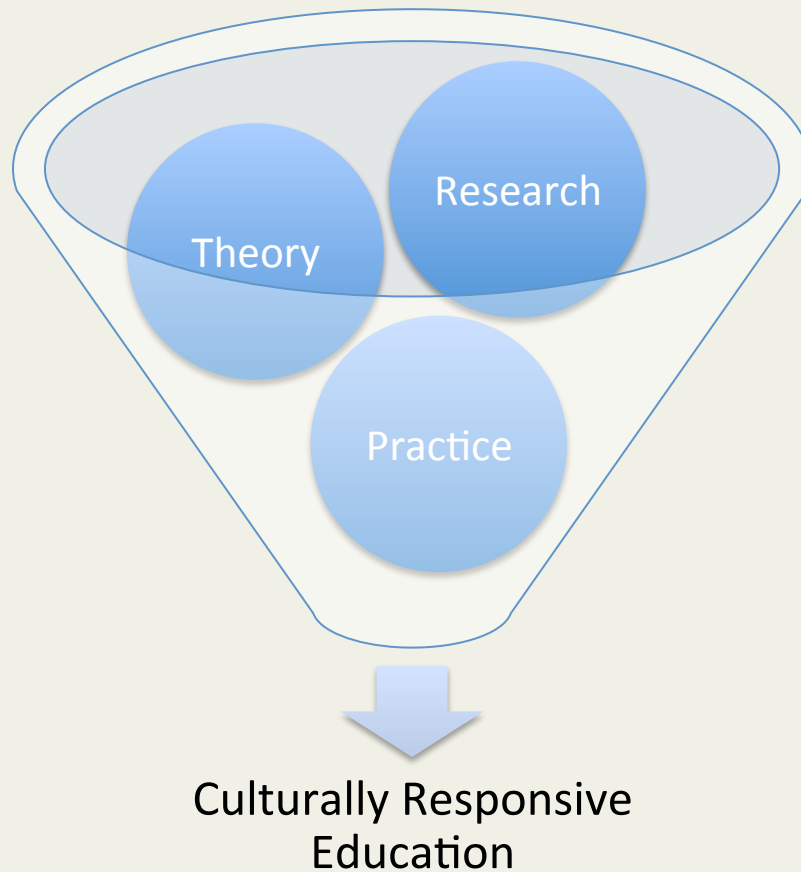 Research
Theory
Practice
Culturally Responsive
Education